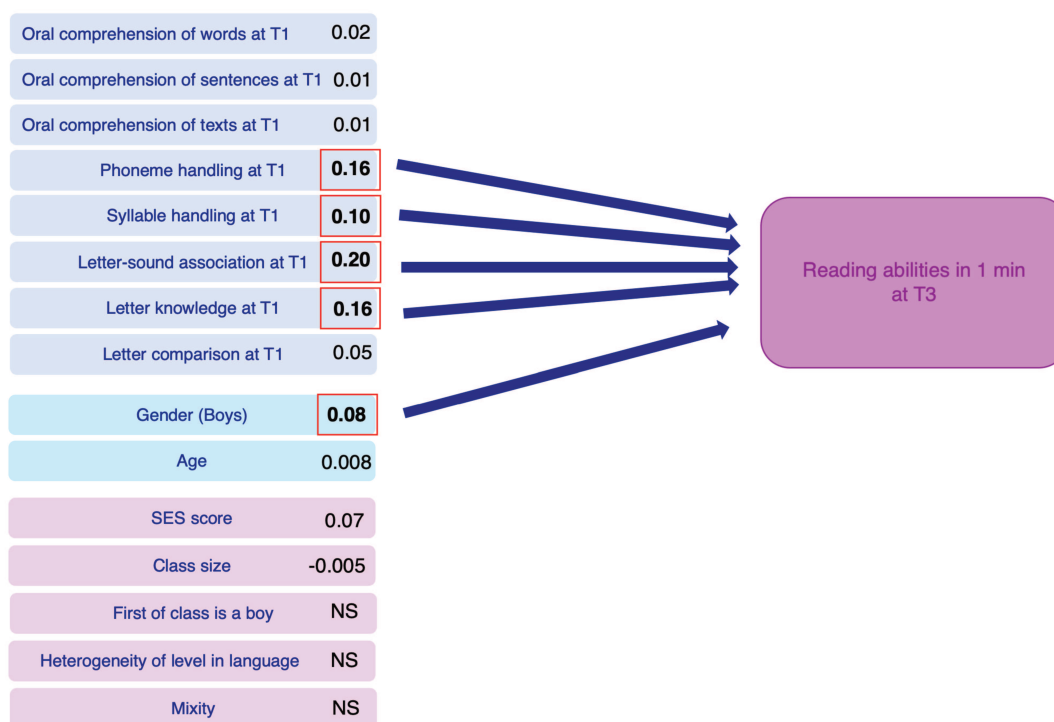 Oral comprehension of words at T1 0.02
Oral comprehension of sentences at T1 0.01
Oral comprehension of texts at T1 0.01
Phoneme handling at T1 0.16
Syllable handling at T1 0.10
Letter-sound association at T1 0.20
Letter knowledge at T1 0.16
Letter comparison at T1 0.05
Gender (Boys) 0.08
Age 0.008
SES score 0.07
Class size -0.005
First of class is a boy NS
Heterogeneity of level in language NS
Mixity NS
Reading abilities in 1 min
at T3